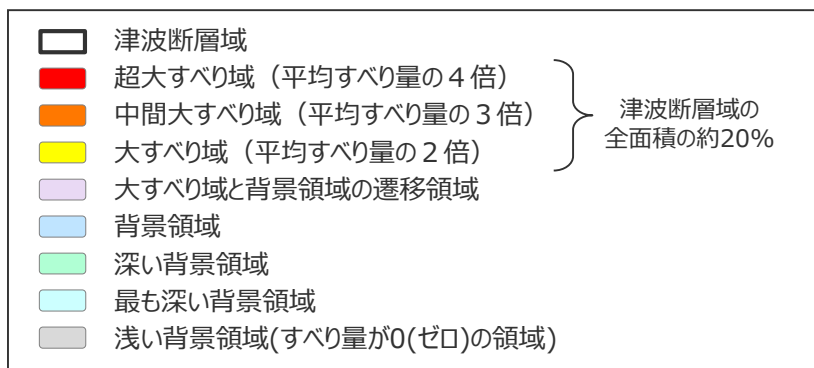 津波断層域
超大すべり域（平均すべり量の４倍）
中間大すべり域（平均すべり量の３倍）
大すべり域（平均すべり量の２倍）
津波断層域の
全面積の約20%
大すべり域と背景領域の遷移領域
背景領域
深い背景領域
最も深い背景領域
浅い背景領域(すべり量が0(ゼロ)の領域)